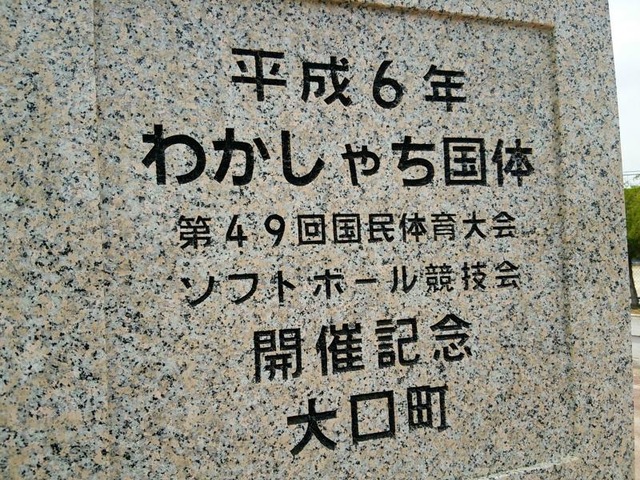 平成6年
わかしゃち国体
第49回国民体育大会
ソフトボール競技会
開催記念
大口町